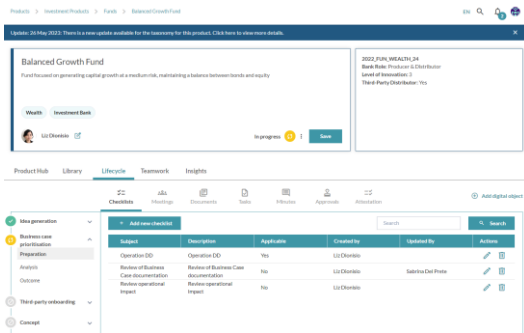 Products > Investment Products > Funds > Balanced Growth Fund
EN
Update: 26 May 2023: There is a new update available for the taxonomy for this product. Click here to view more details.
Balanced Growth Fund
Fund focused on generating capital growth at a medium risk, maintaining a balance between bonds and equity
Wealth Investment Bank
Liz Dionisio
In progress
Save
2022_FUN_WEALTH_24
Bank Role: Producer & Distributor
Level of Innovation: 3
Third-Party Distributor: Yes
Product Hub Library Lifecycle Teamwork Insights
Checklists Meetings Documents Tasks Minutes Approvals Attestation
Add digital object
Idea generation
Business case
prioritisation
Preparation
Analysis
Outcome
Third-party onboarding
Concept
+ Add new checklist
Search
Search
Subject Description Applicable Created by Updated By Actions
Operation DD Operation DD Yes Liz Dionisio
Review of Business Case documentation Review of Business Case documentation No Liz Dionisio Sabrina Del Prete
Review operational impact Review operational impact No Liz Dionisio